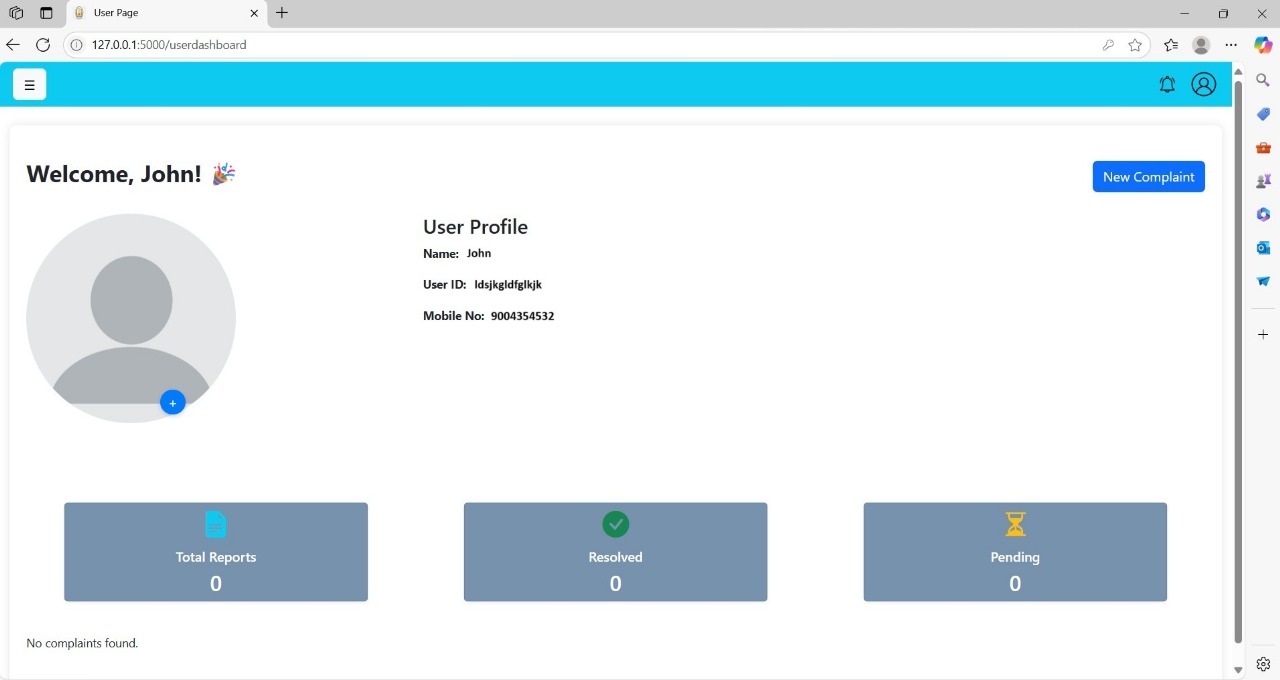 User Page
127.0.0.1:5000/userdashboard
Welcome, John!
New Complaint
User Profile
Name: John
User ID: ldsjkgldfglkjk
Mobile No: 9004354532
Total Reports
0
Resolved
0
Pending
0
No complaints found.